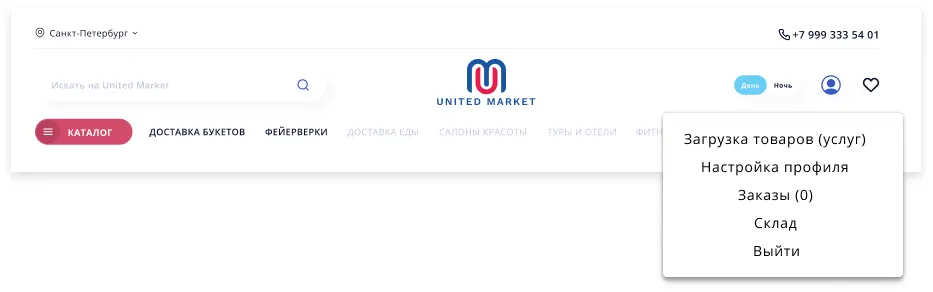 Санкт-Петербург
+7 999 333 54 01
Искать на United Market
UNITED MARKET
День Ночь
КАТАЛОГ ДОСТАВКА БУКЕТОВ ФЕЙЕРВЕРКИ ДОСТАВКА ЕДЫ САЛОНЫ КРАСОТЫ ТУРЫ И ОТЕЛИ ФИТН
Загрузка товаров (услуг)
Настройка профиля
Заказы (0)
Склад
Выйти